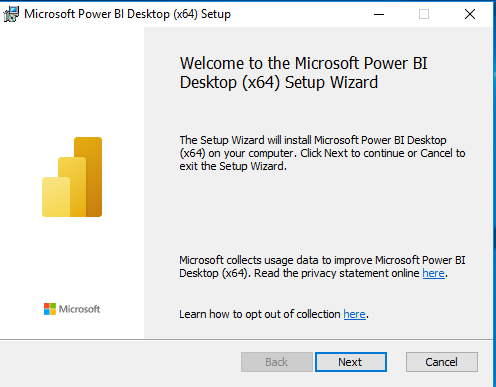 Microsoft Power BI Desktop (x64) Setup
Welcome to the Microsoft Power BI
Desktop (x64) Setup Wizard
The Setup Wizard will install Microsoft Power BI Desktop
(x64) on your computer. Click Next to continue or Cancel to
exit the Setup Wizard.
Microsoft collects usage data to improve Microsoft Power BI
Desktop (x64). Read the privacy statement online here.
Microsoft
Learn how to opt out of collection here.
Back
Next
Cancel